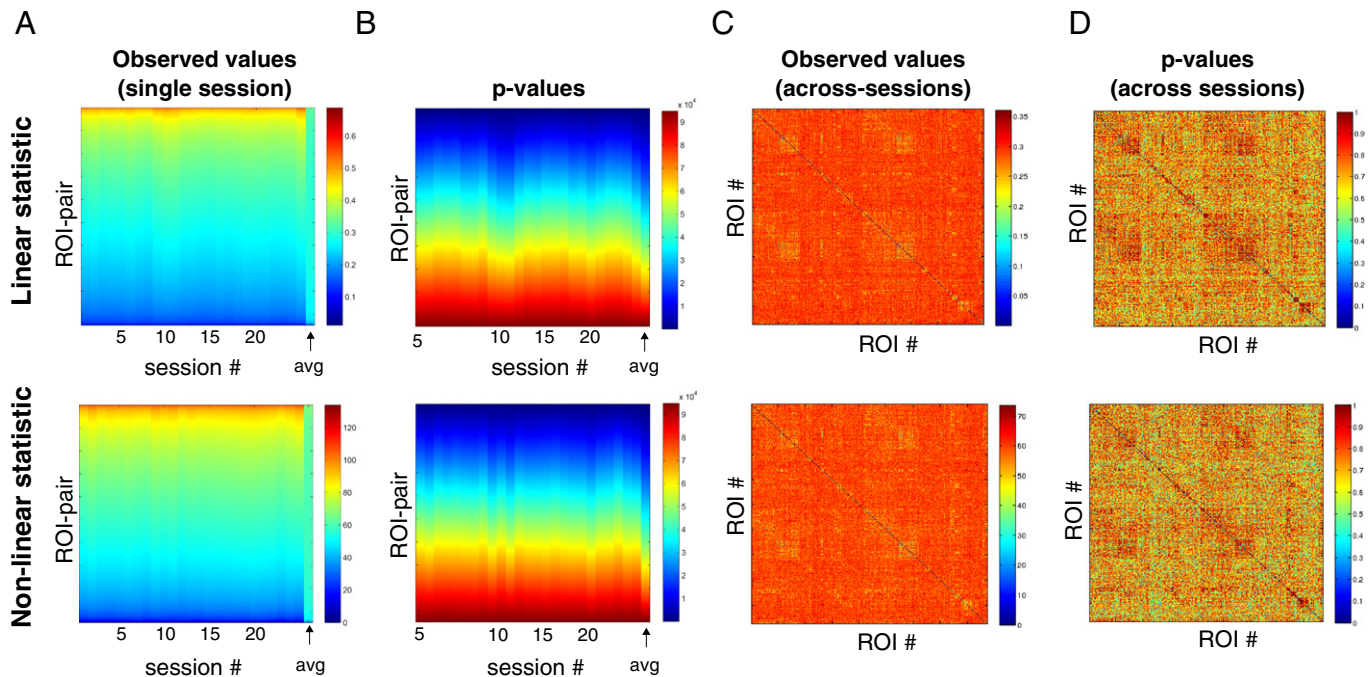 A
B
C
D
Observed values
(single session)
p-values
Observed values
(across-sessions)
p-values
(across sessions)
Linear statistic
ROI-pair
0.6
0.5
0.4
0.3
0.2
0.1
5 10 15 20
session #
avg
ROI-pair
x 10^4
9
8
7
6
5
4
3
2
1
5 10 15 20
session #
avg
ROI #
0.35
0.3
0.25
0.2
0.15
0.1
0.05
ROI #
ROI #
1
0.9
0.8
0.7
0.6
0.5
0.4
0.3
0.2
0.1
0
ROI #
Non-linear statistic
ROI-pair
120
100
80
60
40
20
0
5 10 15 20
session #
avg
ROI-pair
x 10^4
9
8
7
6
5
4
3
2
1
5 10 15 20
session #
avg
ROI #
70
60
50
40
30
20
10
0
ROI #
ROI #
1
0.9
0.8
0.7
0.6
0.5
0.4
0.3
0.2
0.1
0
ROI #